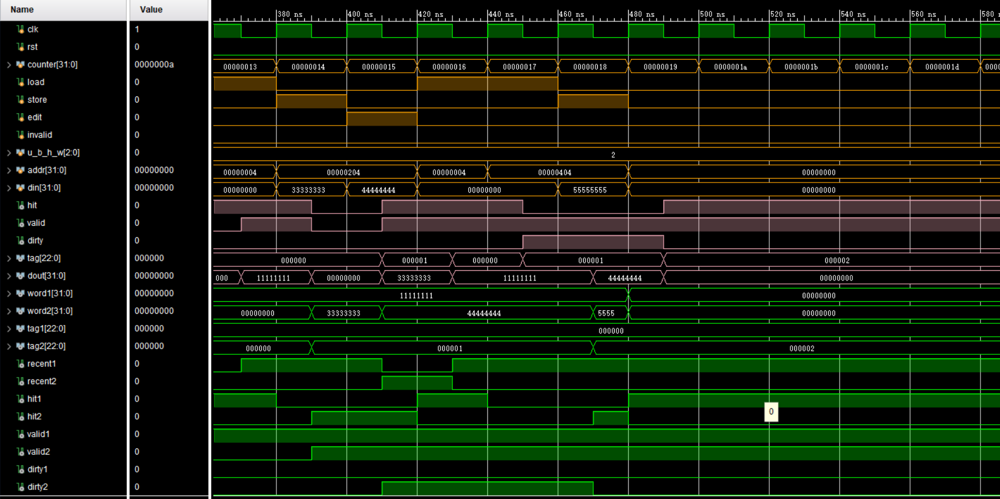 Name Value 380 ns 400 ns 420 ns 440 ns 460 ns 480 ns 500 ns 520 ns 540 ns 560 ns 580
clk 1
rst 0
counter[31:0] 0000000a 00000013 00000014 00000015 00000016 00000017 00000018 00000019 0000001a 0000001b 0000001c 0000001d 0000
load 0
store 0
edit 0
invalid 0
u_b_h_w[2:0] 0 2
addr[31:0] 00000000 00000004 00000204 00000004 00000404 00000000
din[31:0] 00000000 00000000 33333333 44444444 00000000 55555555 00000000
hit 0
valid 0
dirty 0
tag[22:0] 000000 000000 000001 000000 000001 000002
dout[31:0] 00000000 000 11111111 00000000 33333333 11111111 44444444 00000000
word1[31:0] 00000000 11111111 00000000
word2[31:0] 00000000 00000000 33333333 44444444 5555 00000000
tag1[22:0] 000000 000000
tag2[22:0] 000000 000000 000001 000002
recent1 0
recent2 0
hit1 0
0
hit2 0
valid1 0
valid2 0
dirty1 0
dirty2 0